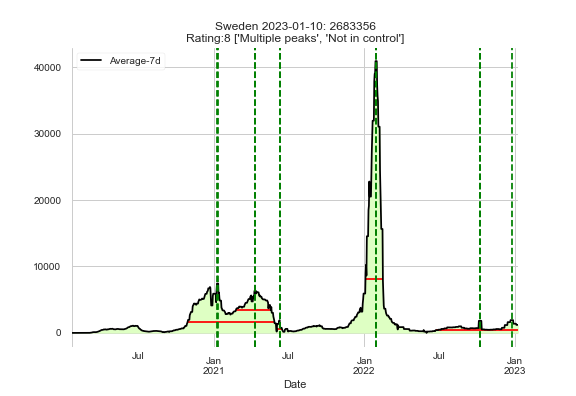 Sweden 2023-01-10: 2683356
Rating:8 ['Multiple peaks', 'Not in control']
Average-7d
40000
30000
20000
10000
0
Jul
Jan
2021
Jul
Jan
2022
Jul
Jan
2023
Date